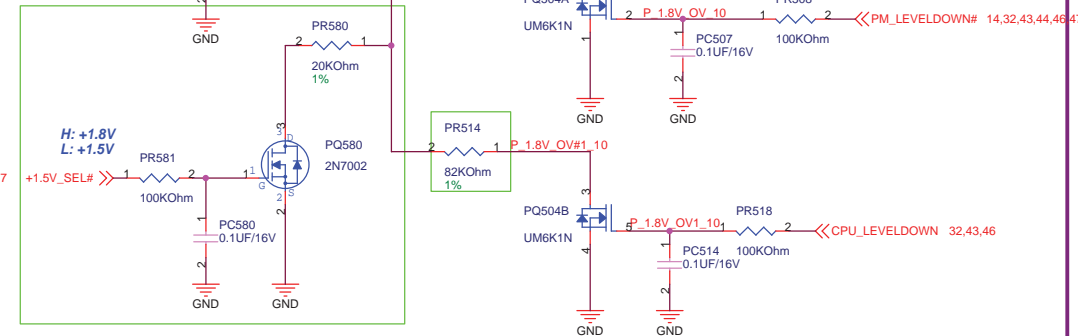 PR580
2
1
20KOhm
1%
GND
H: +1.8V
L: +1.5V
PR581
+1.5V_SEL#
1
2
100KOhm
1
G
3
3
D
PQ580
2N7002
S
2
2
1
PC580
0.1UF/16V
2
GND
GND
PR514
2
1
82KOhm
1%
P_1.8V_OV#1_10
UM6K1N
2
P_1.8V_OV_10
1
2
PM_LEVELDOWN# 14,32,43,44,46
100KOhm
1
1
PC507
0.1UF/16V
2
GND
GND
3
PQ504B
UM6K1N
5
P_1.8V_OV1_10
4
PR518
1
2
100KOhm
CPU_LEVELDOWN 32,43,46
1
PC514
0.1UF/16V
2
GND
GND